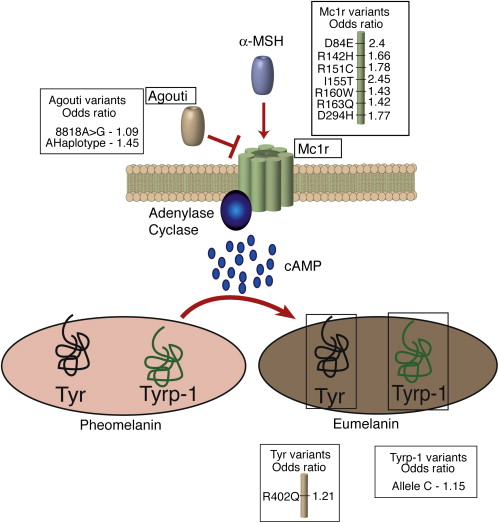 Mc1r variants
Odds ratio
D84E 2.4
R142H 1.66
R151C 1.78
I155T 2.45
R160W 1.43
R163Q 1.42
D294H 1.77
α-MSH
Agouti variants
Odds ratio
8818A>G - 1.09
AHaplotype - 1.45
Agouti
Mc1r
Adenylase
Cyclase
cAMP
Tyr
Tyrp-1
Tyr
Tyrp-1
Pheomelanin
Eumelanin
Tyr variants
Odds ratio
R402Q 1.21
Tyrp-1 variants
Odds ratio
Allele C - 1.15